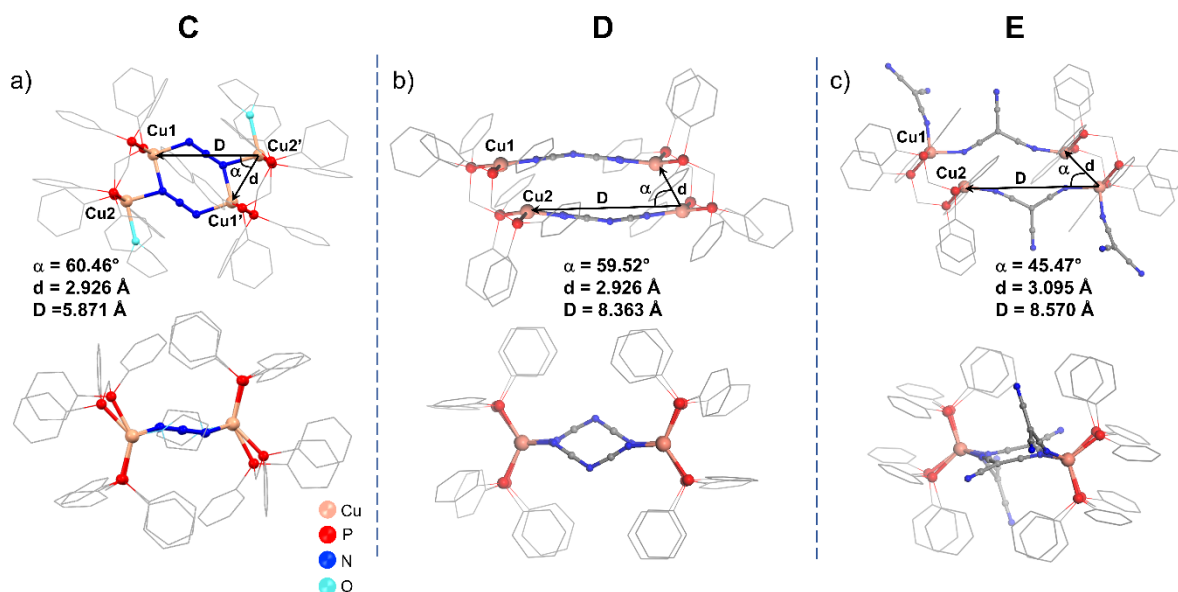 C
D
E
a)
Cu1
D
Cu2'
α
d
Cu2
Cu1'
α = 60.46°
d = 2.926 Å
D =5.871 Å
b)
Cu1
α
d
Cu2
D
α = 59.52°
d = 2.926 Å
D = 8.363 Å
c)
Cu1
Cu2
α
d
D
α = 45.47°
d = 3.095 Å
D = 8.570 Å
Cu
P
N
O